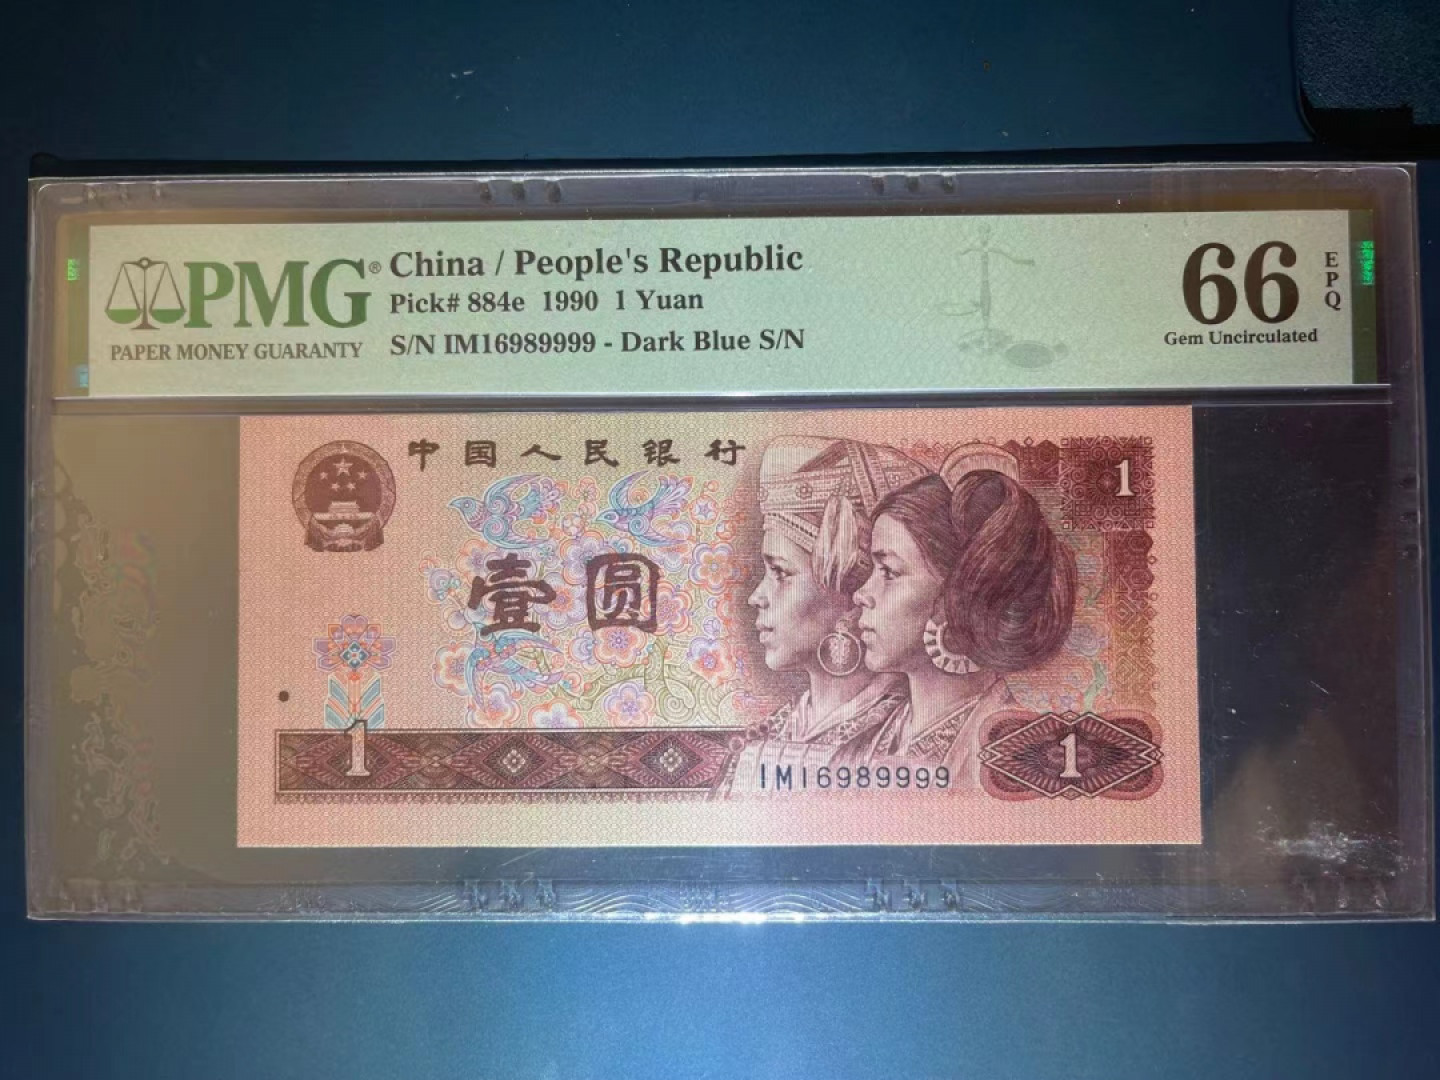 PMG®
PAPER MONEY GUARANTY
China / People's Republic
Pick# 884e 1990 1 Yuan
S/N IM16989999 - Dark Blue S/N
66
EPQ
Gem Uncirculated
中国人民银行
1
壹圆
1
IM16989999
1